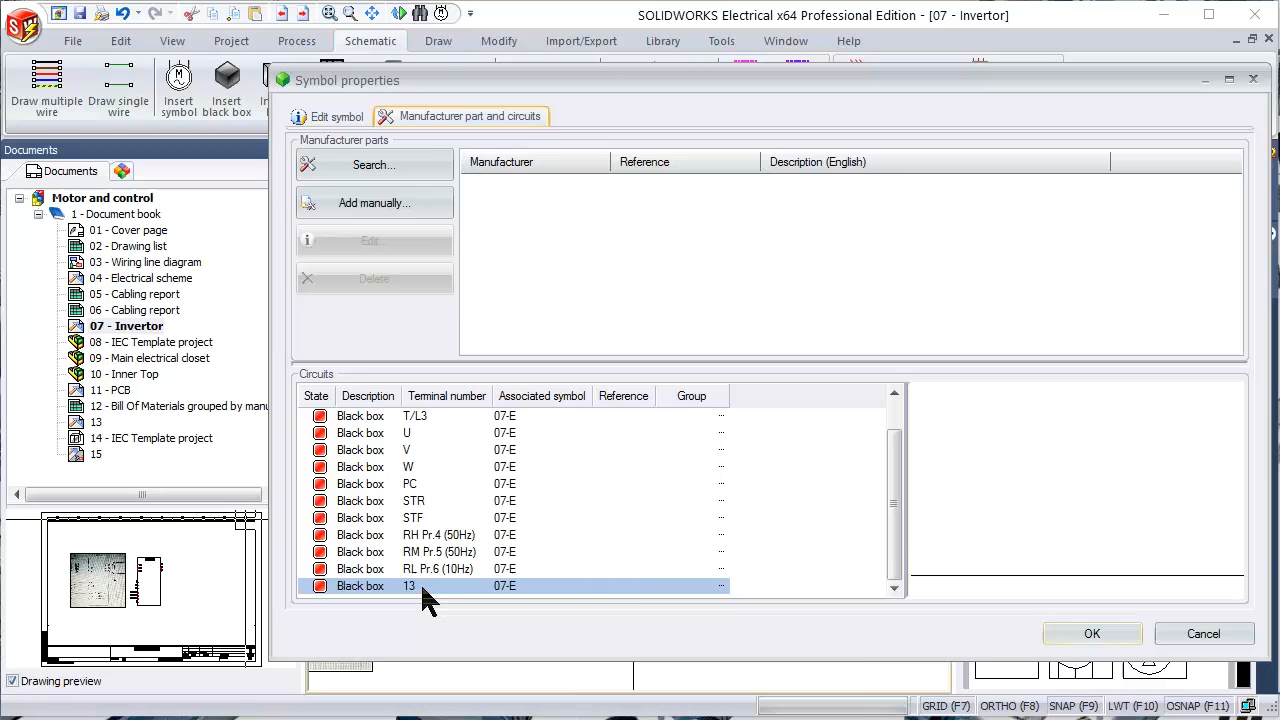 SOLIDWORKS Electrical x64 Professional Edition - [07 - Invertor]
File Edit View Project Process Schematic Draw Modify Import/Export Library Tools Window Help
Draw multiple wire
Draw single wire
Insert symbol
Insert black box
Documents
Documents
Motor and control
1 - Document book
01 - Cover page
02 - Drawing list
03 - Wiring line diagram
04 - Electrical scheme
05 - Cabling report
06 - Cabling report
07 - Invertor
08 - IEC Template project
09 - Main electrical closet
10 - Inner Top
11 - PCB
12 - Bill Of Materials grouped by manu
13
14 - IEC Template project
15
Drawing preview
Symbol properties
Edit symbol Manufacturer part and circuits
Manufacturer parts
Search...
Add manually...
Edit...
Delete
Manufacturer Reference Description (English)
Circuits
State Description Terminal number Associated symbol Reference Group
Black box T/L3 07-E ...
Black box U 07-E ...
Black box V 07-E ...
Black box W 07-E ...
Black box PC 07-E ...
Black box STR 07-E ...
Black box STF 07-E ...
Black box RH Pr.4 (50Hz) 07-E ...
Black box RM Pr.5 (50Hz) 07-E ...
Black box RL Pr.6 (10Hz) 07-E ...
Black box 13 07-E ...
OK Cancel
GRID (F7) ORTHO (F8) SNAP (F9) LWT (F10) OSNAP (F11)